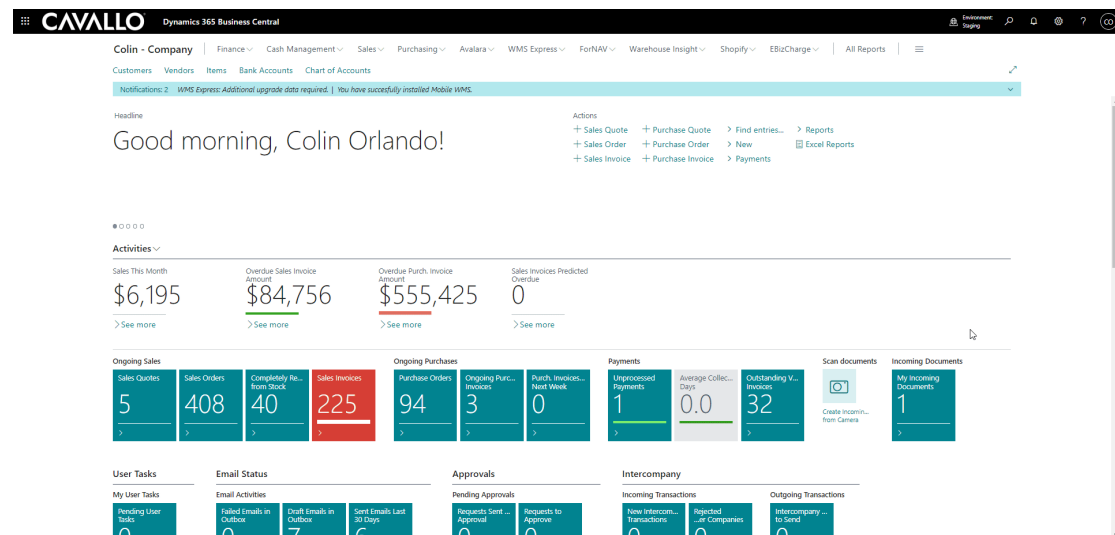 CAVALLO Dynamics 365 Business Central Environment: Staging ? CO
Colin - Company Finance Cash Management Sales Purchasing Avalara WMS Express ForNAV Warehouse Insight Shopify EBizCharge All Reports
Customers Vendors Items Bank Accounts Chart of Accounts
Notifications: 2 WMS Express: Additional upgrade data required. | You have succesfully installed Mobile WMS.
Headline
Good morning, Colin Orlando!
Actions
+ Sales Quote + Purchase Quote > Find entries... > Reports
+ Sales Order + Purchase Order > New Excel Reports
+ Sales Invoice + Purchase Invoice > Payments
Activities
Sales This Month
$6,195
> See more
Overdue Sales Invoice
Amount
$84,756
> See more
Overdue Purch. Invoice
Amount
$555,425
> See more
Sales Invoices Predicted
Overdue
0
> See more
Ongoing Sales
Sales Quotes
5
Sales Orders
408
Completely Re...
from Stock
40
Sales Invoices
225
Ongoing Purchases
Purchase Orders
94
Ongoing Purc...
Invoices
3
Purch. Invoices...
Next Week
0
Payments
Unprocessed
Payments
1
Average Collec...
Days
0.0
Outstanding V...
Invoices
32
Scan documents
Create Incomin...
from Camera
Incoming Documents
My Incoming
Documents
1
User Tasks
My User Tasks
Pending User
Tasks
0
Email Status
Email Activities
Failed Emails in
Outbox
0
Draft Emails in
Outbox
7
Sent Emails Last
30 Days
6
Approvals
Pending Approvals
Requests Sent ...
Approval
0
Requests to
Approve
0
Intercompany
Incoming Transactions
New Intercom...
Transactions
0
Rejected
...er Companies
0
Outgoing Transactions
Intercompany ...
to Send
0